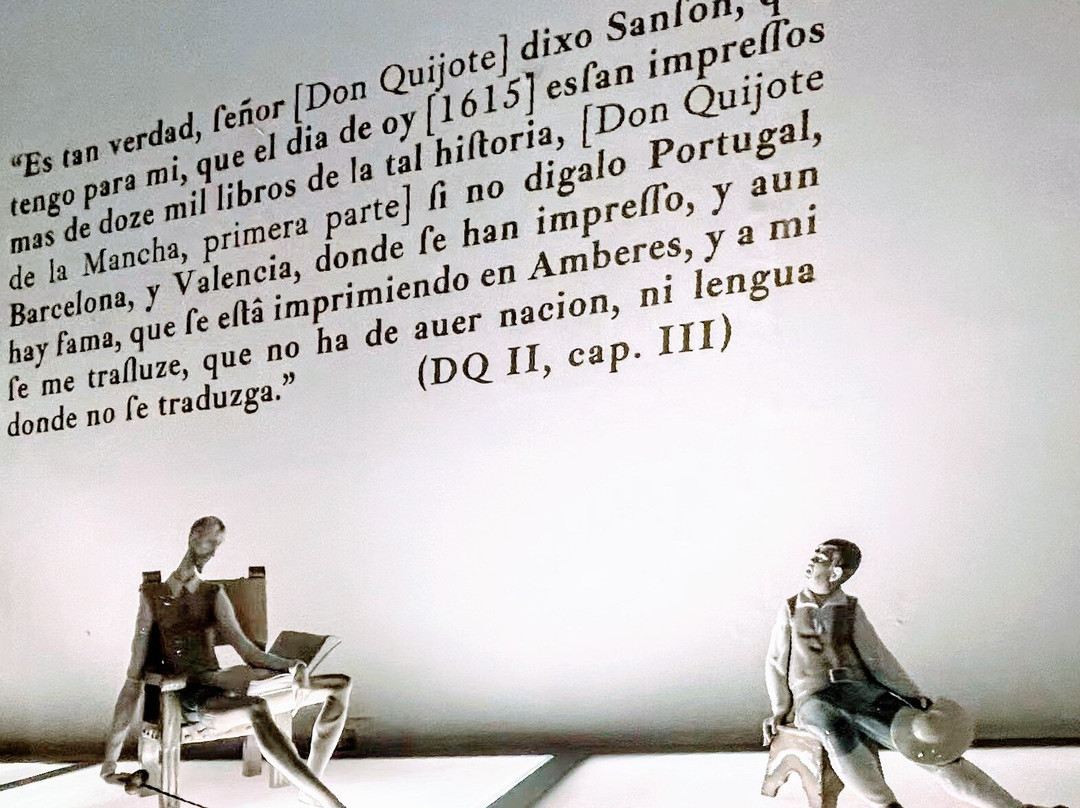 “Es tan verdad, ſeñor [Don Quijote] dixo Sanſon, q
tengo para mi, que el dia de oy [1615] esſan impreſſos
mas de doze mil libros de la tal hiſtoria, [Don Quijote
de la Mancha, primera parte] ſi no digalo Portugal,
Barcelona, y Valencia, donde ſe han impreſſo, y aun
hay fama, que ſe eſtâ imprimiendo en Amberes, y a mi
ſe me traſluze, que no ha de auer nacion, ni lengua
donde no ſe traduzga.”
(DQ II, cap. III)